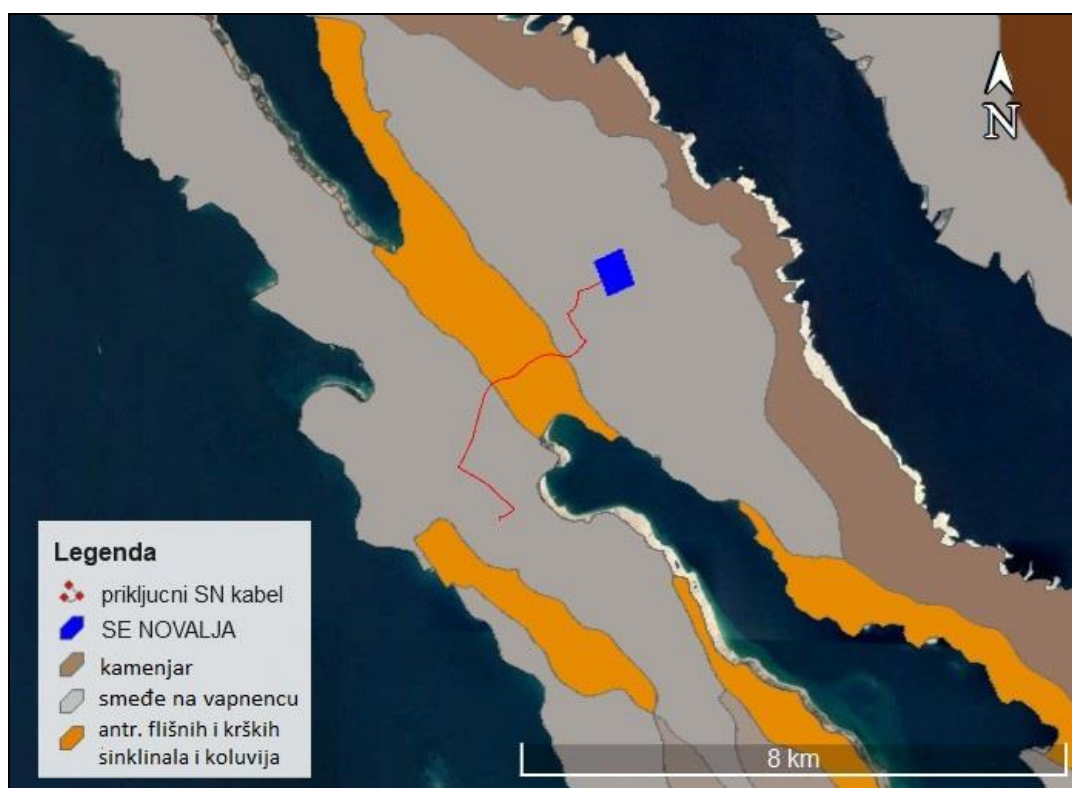 N
Legenda
prikljucni SN kabel
SE NOVALJA
kamenjar
smeđe na vapnencu
antr. flišnih i krških
sinklinala i koluvija
8 km